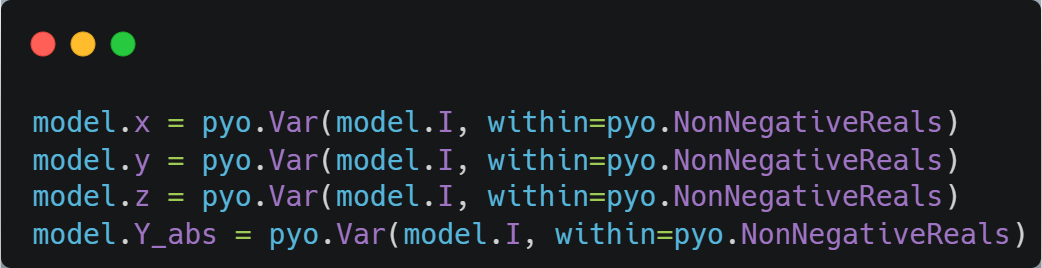 model.x = pyo.Var(model.I, within=pyo.NonNegativeReals)
model.y = pyo.Var(model.I, within=pyo.NonNegativeReals)
model.z = pyo.Var(model.I, within=pyo.NonNegativeReals)
model.Y_abs = pyo.Var(model.I, within=pyo.NonNegativeReals)